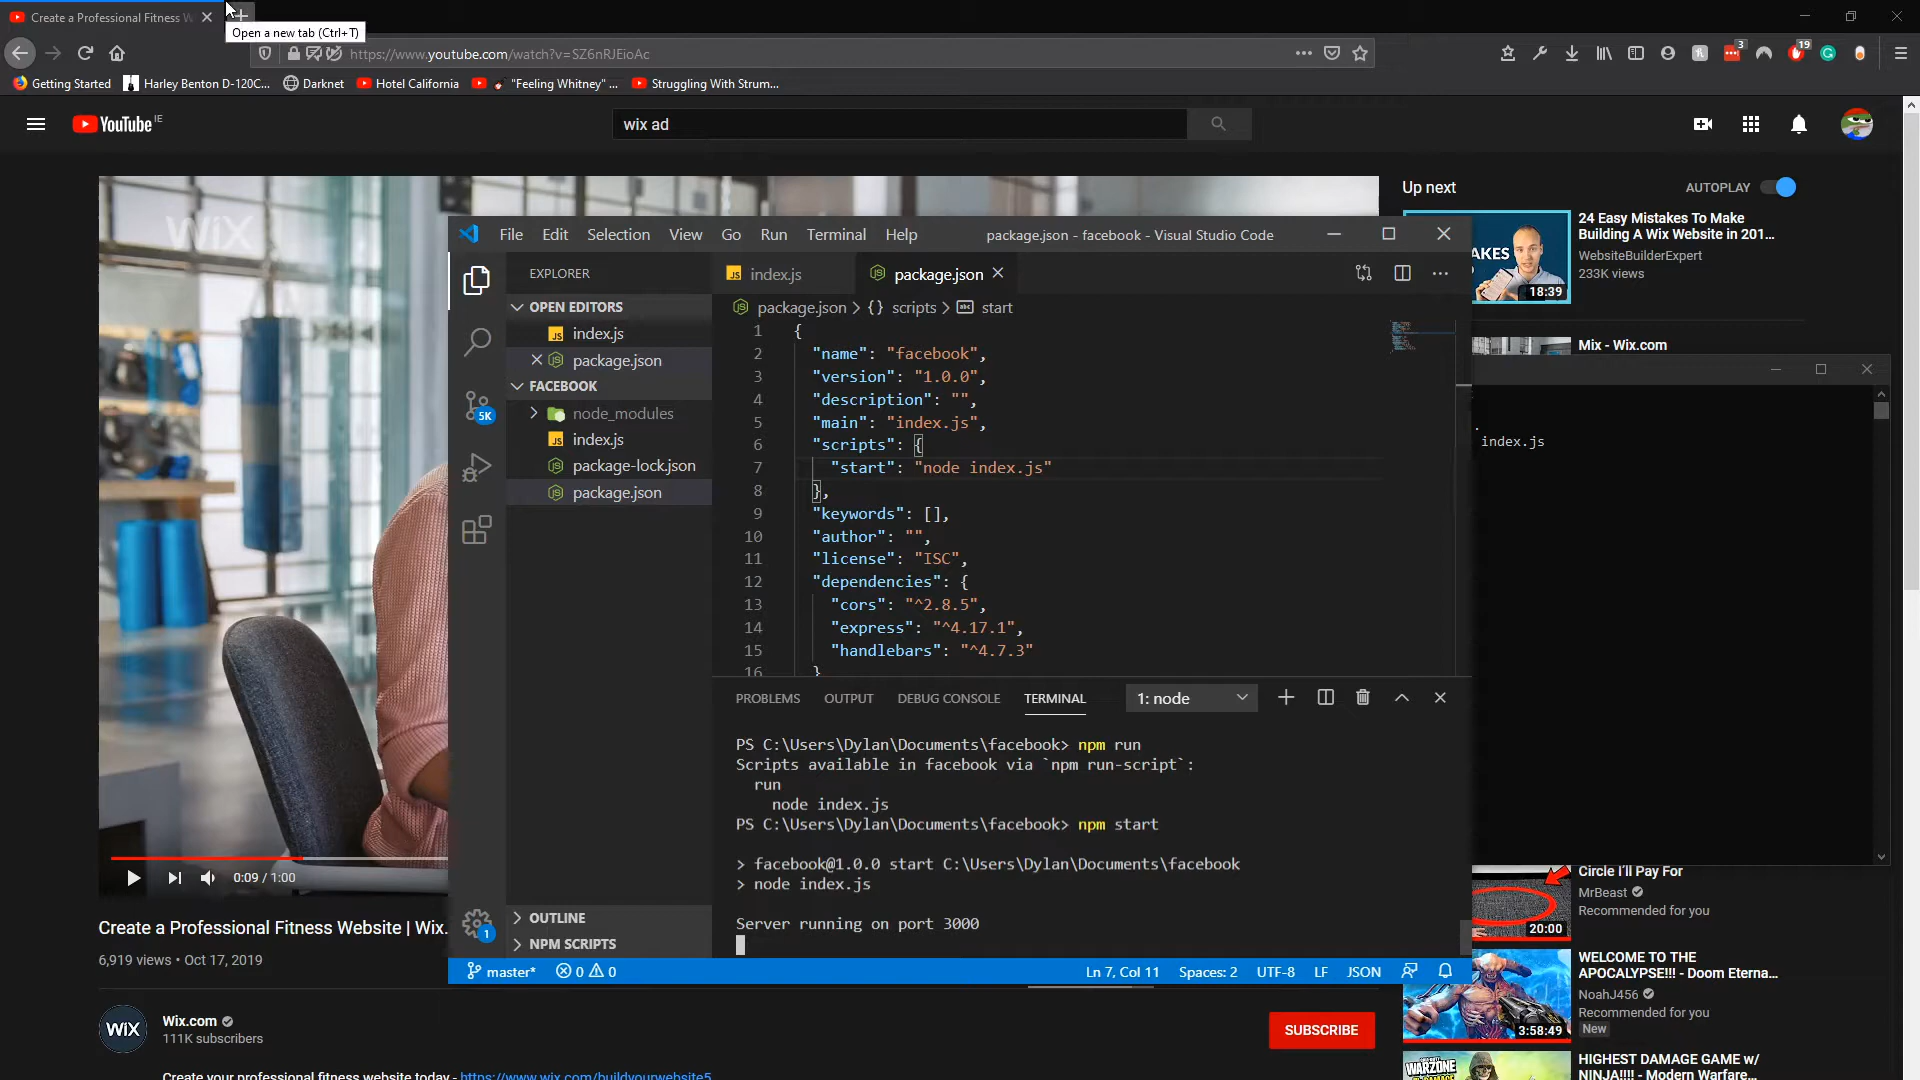 Create a Professional Fitness W
Open a new tab (Ctrl+T)
https://www.youtube.com/watch?v=SZ6nRJEioAc
3
19
Getting Started
Harley Benton D-120C...
Darknet
Hotel California
"Feeling Whitney" ...
Struggling With Strum...
YouTube IE
wix ad
WiX
Up next
AUTOPLAY
24 Easy Mistakes To Make
Building A Wix Website in 201...
WebsiteBuilderExpert
233K views
AKES
18:39
Mix - Wix.com
File Edit Selection View Go Run Terminal Help
package.json - facebook - Visual Studio Code
EXPLORER
OPEN EDITORS
JS index.js
package.json
FACEBOOK
node_modules
JS index.js
package-lock.json
package.json
5K
OUTLINE
NPM SCRIPTS
1
JS index.js
package.json
package.json > {} scripts > abc start
1 {
2 "name": "facebook",
3 "version": "1.0.0",
4 "description": "",
5 "main": "index.js",
6 "scripts": {
7 "start": "node index.js"
8 },
9 "keywords": [],
10 "author": "",
11 "license": "ISC",
12 "dependencies": {
13 "cors": "^2.8.5",
14 "express": "^4.17.1",
15 "handlebars": "^4.7.3"
16 }
PROBLEMS OUTPUT DEBUG CONSOLE TERMINAL
1: node
PS C:\Users\Dylan\Documents\facebook> npm run
Scripts available in facebook via `npm run-script`:
run
node index.js
PS C:\Users\Dylan\Documents\facebook> npm start
> facebook@1.0.0 start C:\Users\Dylan\Documents\facebook
> node index.js
Server running on port 3000
master*
0 0
Ln 7, Col 11
Spaces: 2
UTF-8
LF
JSON
.
index.js
0:09 / 1:00
Create a Professional Fitness Website | Wix.
6,919 views • Oct 17, 2019
WiX
Wix.com
111K subscribers
SUBSCRIBE
Create your professional fitness website today - https://www.wix.com/buildyourwebsite5
Circle I'll Pay For
MrBeast
Recommended for you
20:00
WELCOME TO THE
APOCALYPSE!!! - Doom Eterna...
NoahJ456
Recommended for you
New
3:58:49
HIGHEST DAMAGE GAME w/
NINJA!!!! - Modern Warfare...
WARZONE